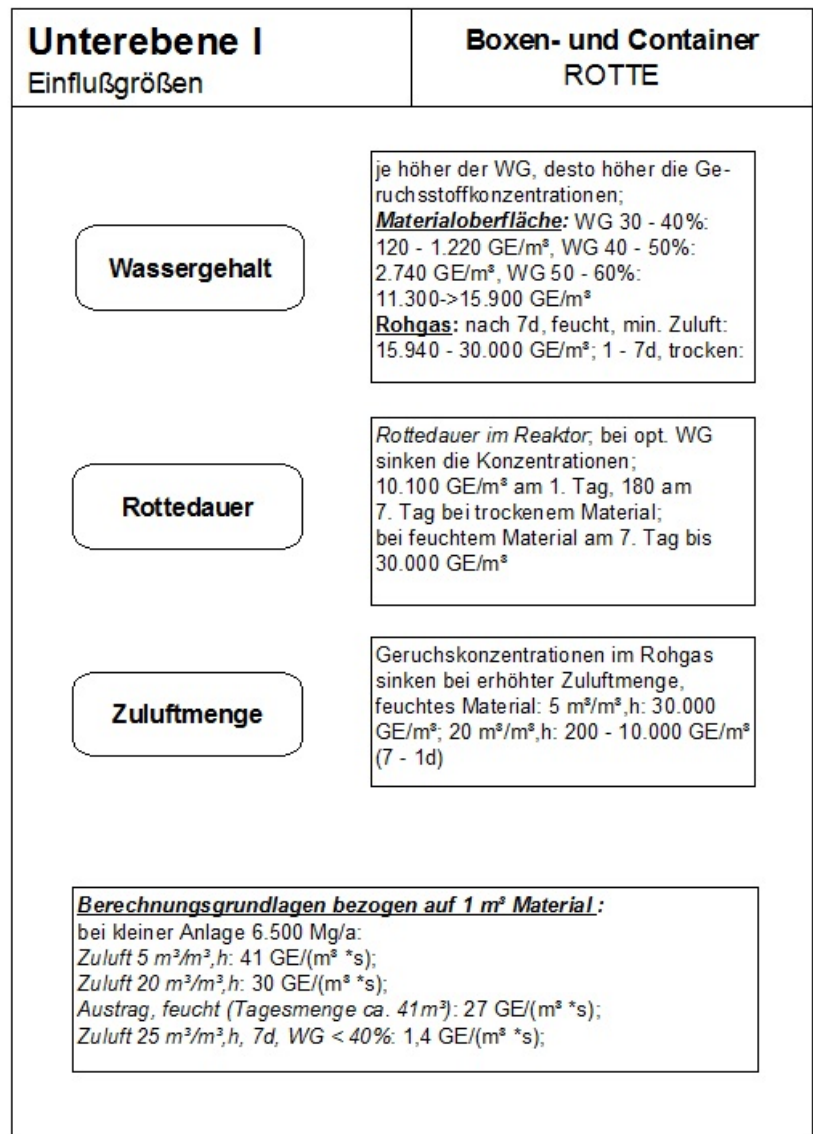 Unterebene I
Einflußgrößen
Boxen- und Container
ROTTE
Wassergehalt
je höher der WG, desto höher die Ge-
ruchsstoffkonzentrationen;
Materialoberfläche: WG 30 - 40%:
120 - 1.220 GE/m³, WG 40 - 50%:
2.740 GE/m³, WG 50 - 60%:
11.300->15.900 GE/m³
Rohgas: nach 7d, feucht, min. Zuluft:
15.940 - 30.000 GE/m³; 1 - 7d, trocken:
Rottedauer
Rottedauer im Reaktor; bei opt. WG
sinken die Konzentrationen;
10.100 GE/m³ am 1. Tag, 180 am
7. Tag bei trockenem Material;
bei feuchtem Material am 7. Tag bis
30.000 GE/m³
Zuluftmenge
Geruchskonzentrationen im Rohgas
sinken bei erhöhter Zuluftmenge,
feuchtes Material: 5 m³/m³,h: 30.000
GE/m³; 20 m³/m³,h: 200 - 10.000 GE/m³
(7 - 1d)
Berechnungsgrundlagen bezogen auf 1 m³ Material :
bei kleiner Anlage 6.500 Mg/a:
Zuluft 5 m³/m³,h: 41 GE/(m³ *s);
Zuluft 20 m³/m³,h: 30 GE/(m³ *s);
Austrag, feucht (Tagesmenge ca. 41m³): 27 GE/(m³ *s);
Zuluft 25 m³/m³,h, 7d, WG < 40%: 1,4 GE/(m³ *s);